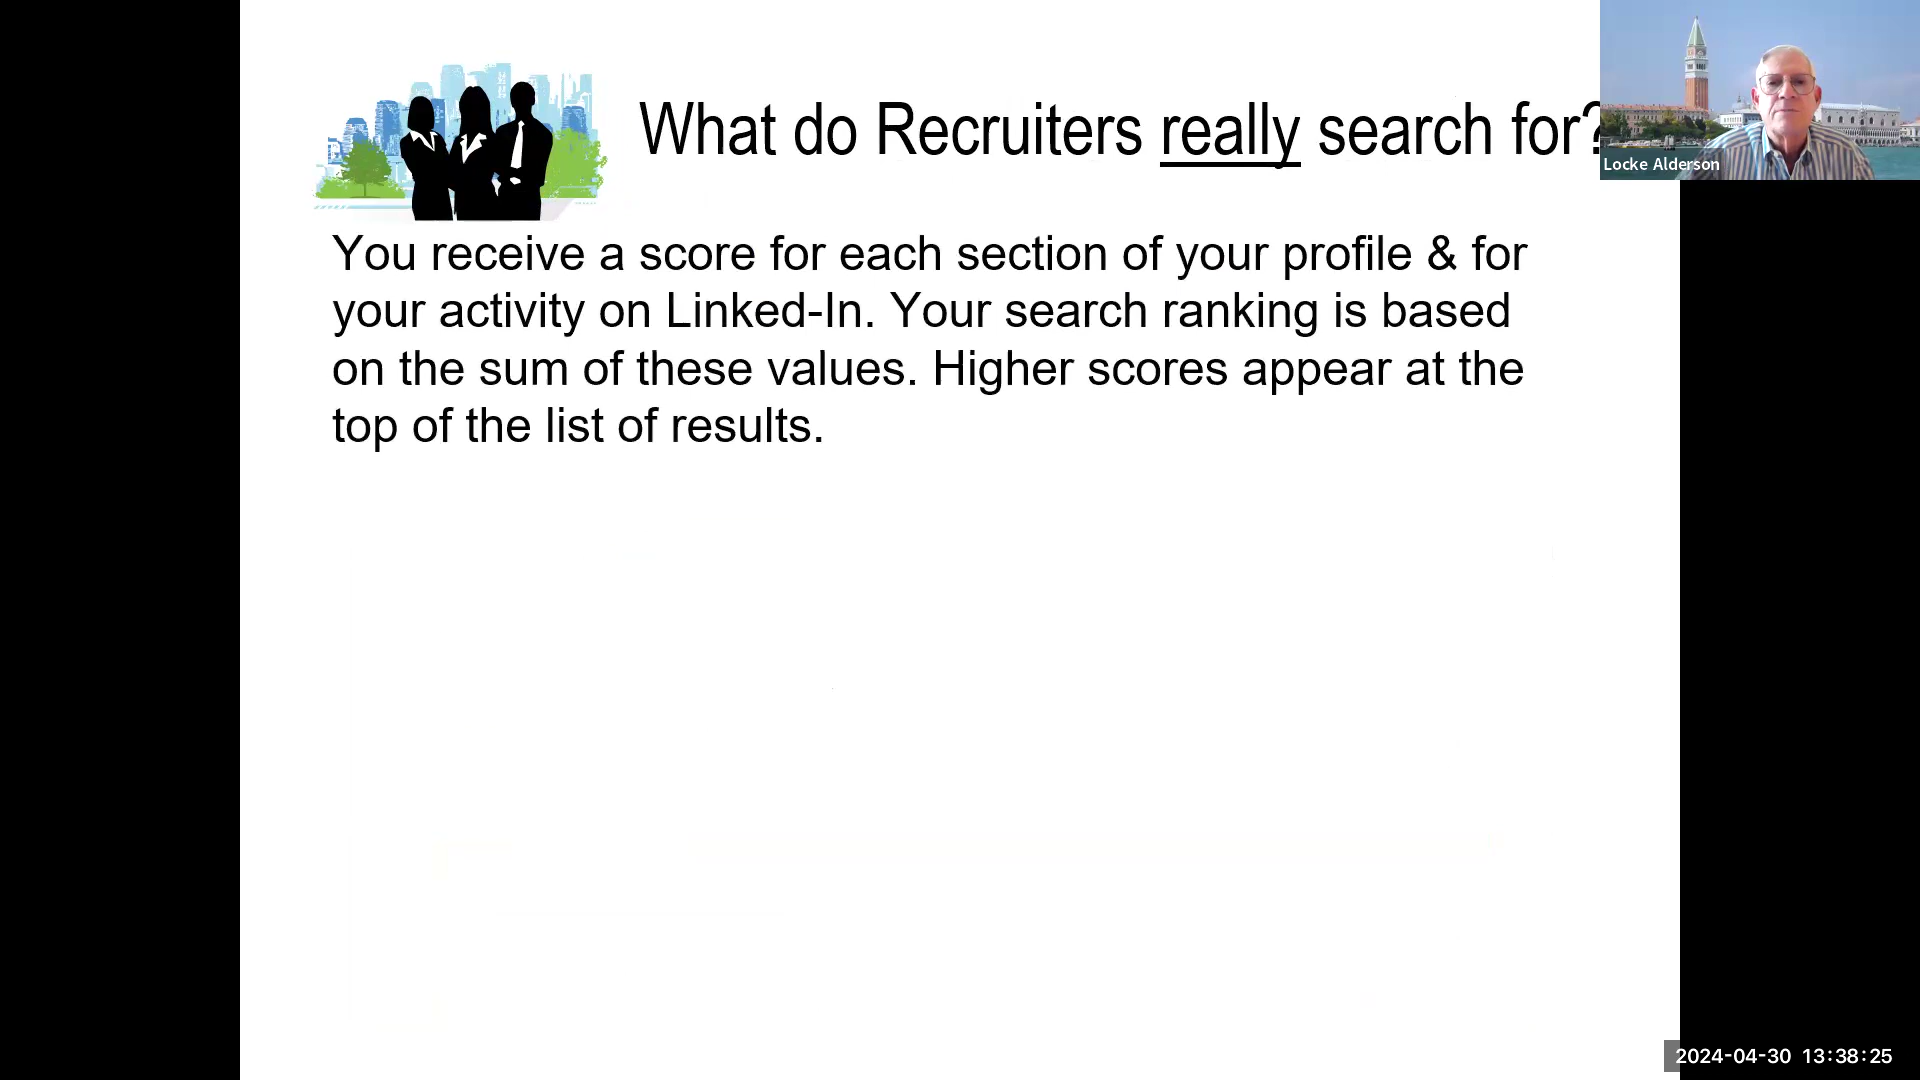 What do Recruiters really search for?
Locke Alderson
You receive a score for each section of your profile & for
your activity on Linked-In. Your search ranking is based
on the sum of these values. Higher scores appear at the
top of the list of results.
2024-04-30 13:38:25